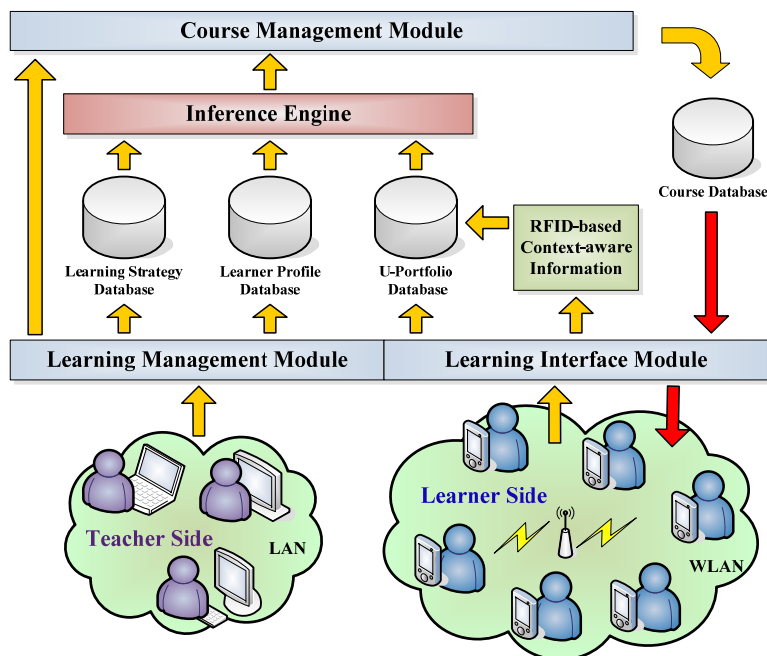 Course Management Module
Inference Engine
Course Database
Learning Strategy
Database
Learner Profile
Database
U-Portfolio
Database
RFID-based
Context-aware
Information
Learning Management Module
Learning Interface Module
Teacher Side
LAN
Learner Side
WLAN